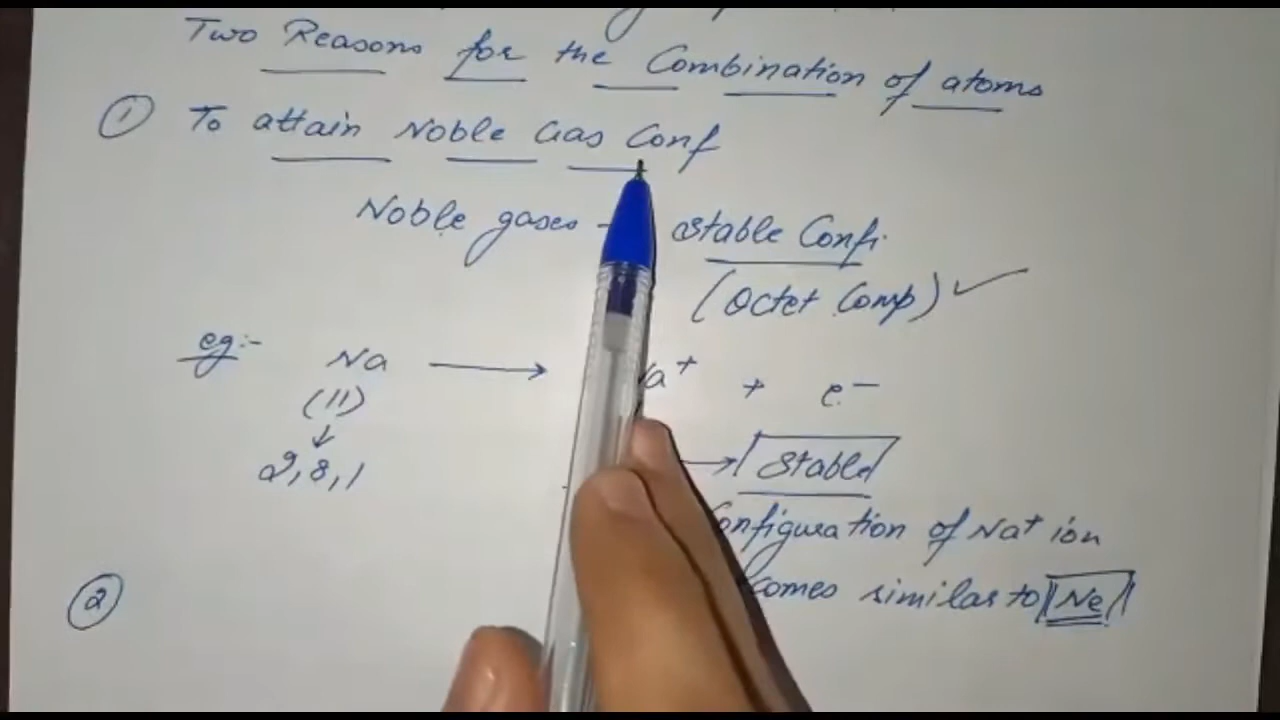 Two Reasons for the Combination of atoms
① To attain Noble Gas Conf
Noble gases - stable Confi.
(Octet Comp) ✓
eg:- Na → a⁺ + e⁻
(11)
↓
2,8,1 → Stable
onfiguration of Na⁺ ion
② comes similar to Ne